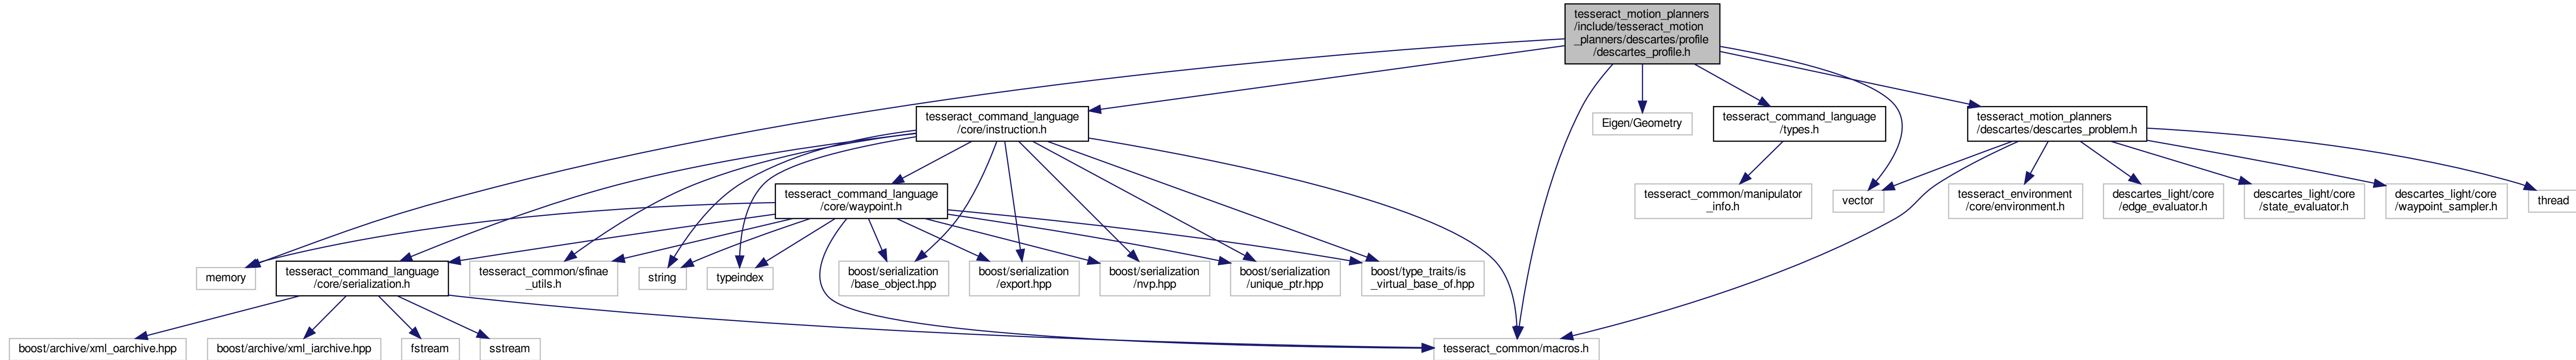 tesseract_motion_planners
/include/tesseract_motion
_planners/descartes/profile
/descartes_profile.h
tesseract_command_language
/core/instruction.h
Eigen/Geometry
tesseract_command_language
/types.h
tesseract_motion_planners
/descartes/descartes_problem.h
tesseract_command_language
/core/waypoint.h
tesseract_common/manipulator
_info.h
vector
tesseract_environment
/core/environment.h
descartes_light/core
/edge_evaluator.h
descartes_light/core
/state_evaluator.h
descartes_light/core
/waypoint_sampler.h
thread
memory
tesseract_command_language
/core/serialization.h
tesseract_common/sfinae
_utils.h
string
typeindex
boost/serialization
/base_object.hpp
boost/serialization
/export.hpp
boost/serialization
/nvp.hpp
boost/serialization
/unique_ptr.hpp
boost/type_traits/is
_virtual_base_of.hpp
boost/archive/xml_oarchive.hpp
boost/archive/xml_iarchive.hpp
fstream
sstream
tesseract_common/macros.h